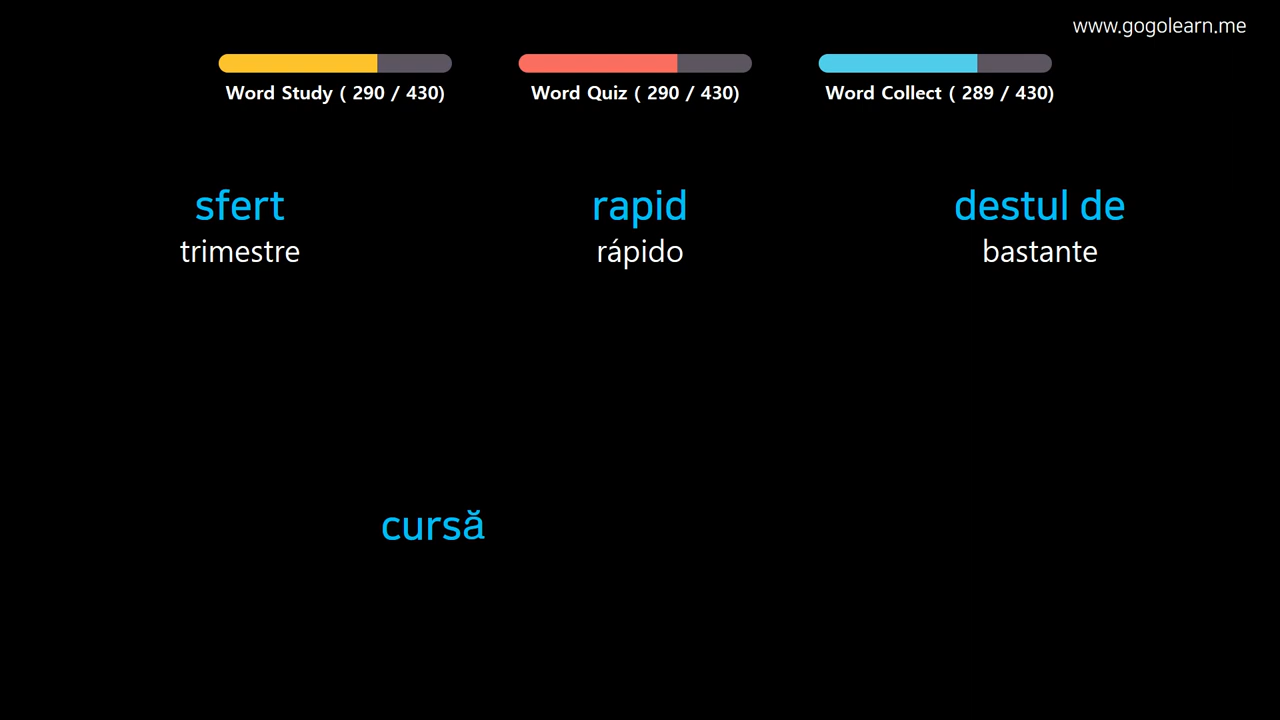 www.gogolearn.me
Word Study ( 290 / 430)
Word Quiz ( 290 / 430)
Word Collect ( 289 / 430)
sfert
trimestre
rapid
rápido
destul de
bastante
cursă